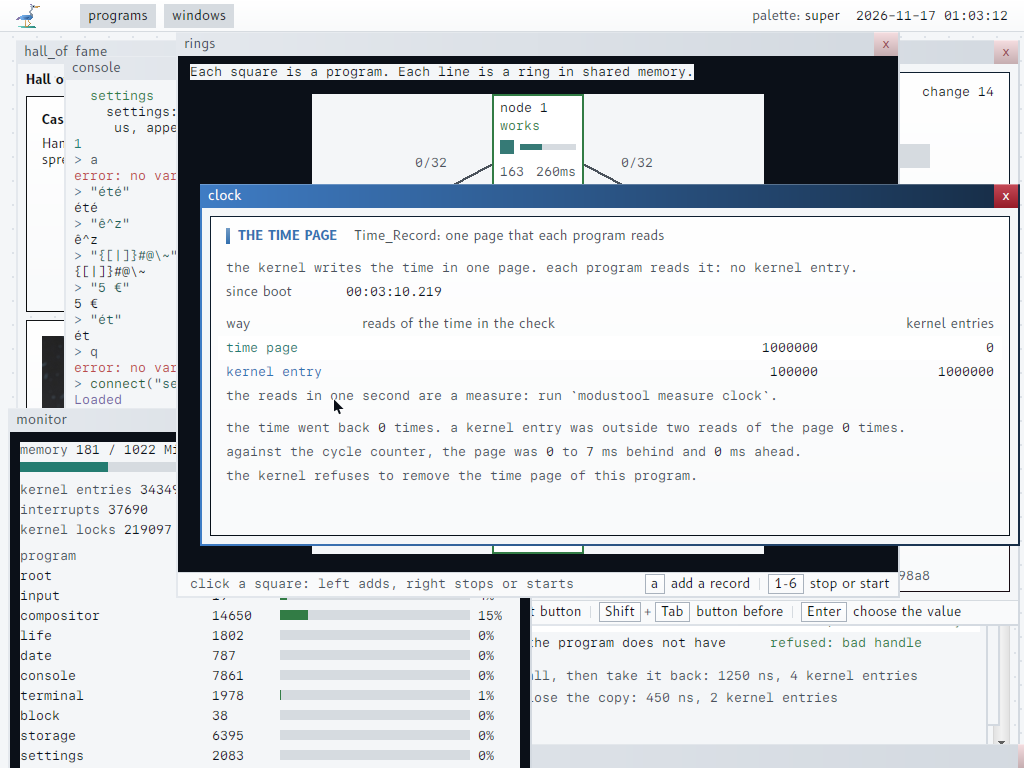 programs windows palette: super 2026-11-17 01:03:12
hall_of fame
console
rings x
x
Each square is a program. Each line is a ring in shared memory.
Hall o
Cas
Har
spre
settings
settings:
us, appe
1
> a
error: no var
> "été"
été
> "ê^z"
ê^z
> "{[|]}#@\~"
{[|]}#@\~
> "5 €"
5 €
> "ét"
ét
> q
error: no var
> connect("se
Loaded
node 1
works
163 260ms
0/32
0/32
change 14
clock x
THE TIME PAGE Time_Record: one page that each program reads
the kernel writes the time in one page. each program reads it: no kernel entry.
since boot 00:03:10.219
way reads of the time in the check kernel entries
time page 1000000 0
kernel entry 100000 1000000
the reads in one second are a measure: run `modustool measure clock`.
the time went back 0 times. a kernel entry was outside two reads of the page 0 times.
against the cycle counter, the page was 0 to 7 ms behind and 0 ms ahead.
the kernel refuses to remove the time page of this program.
click a square: left adds, right stops or starts a add a record 1-6 stop or start
98a8
monitor
memory 181 / 1022 Mi
kernel entries 34349
interrupts 37690
kernel locks 219097
program
root
input
compositor 14650 15%
life 1802 0%
date 787 0%
console 7861 0%
terminal 1978 1%
block 38 0%
storage 6395 0%
settings 2083 0%
t button Shift + Tab button before Enter choose the value
the program does not have refused: bad handle
all, then take it back: 1250 ns, 4 kernel entries
lose the copy: 450 ns, 2 kernel entries